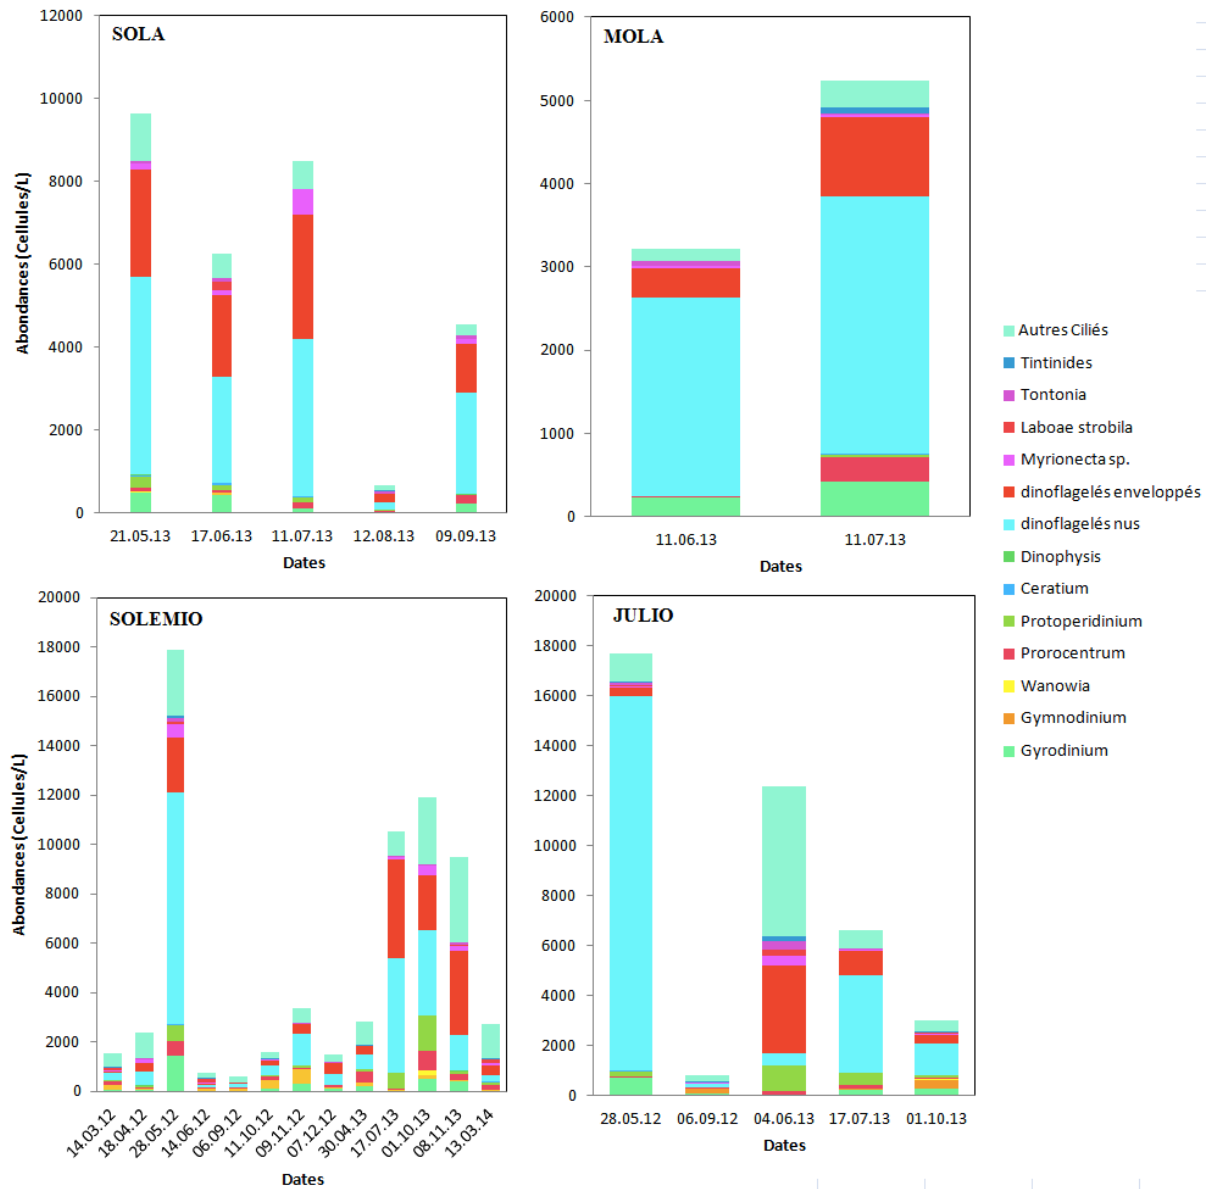 SOLA
12000
10000
8000
6000
4000
2000
0
Abondances (Cellules/L)
21.05.13 17.06.13 11.07.13 12.08.13 09.09.13
Dates
MOLA
6000
5000
4000
3000
2000
1000
0
11.06.13 11.07.13
Dates
SOLEMIO
20000
18000
16000
14000
12000
10000
8000
6000
4000
2000
0
Abondances (Cellules/L)
14.03.12 18.04.12 28.05.12 14.06.12 06.09.12 11.10.12 09.11.12 07.12.12 30.04.13 17.07.13 01.10.13 08.11.13 13.03.14
Dates
JULIO
20000
18000
16000
14000
12000
10000
8000
6000
4000
2000
0
28.05.12 06.09.12 04.06.13 17.07.13 01.10.13
Dates
Autres Ciliés
Tintinides
Tontonia
Laboae strobila
Myrionecta sp.
dinoflagelés enveloppés
dinoflagelés nus
Dinophysis
Ceratium
Protoperidinium
Prorocentrum
Wanowia
Gymnodinium
Gyrodinium